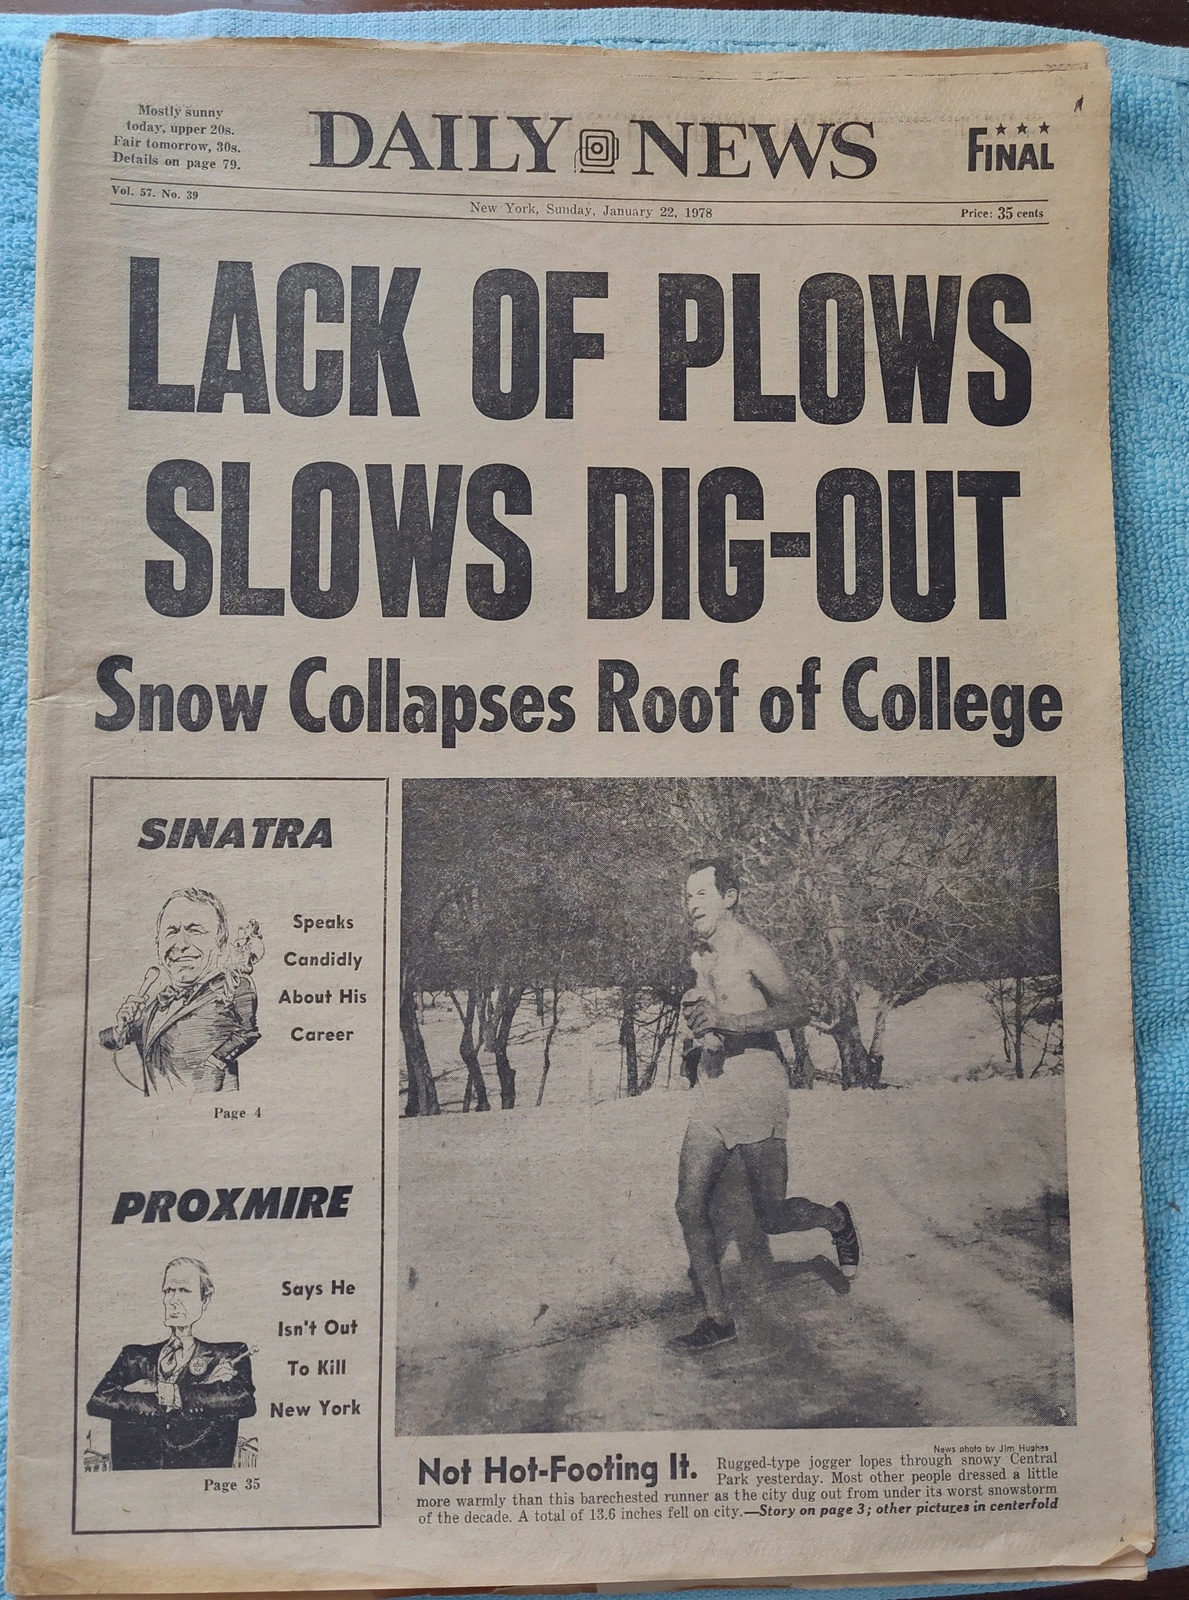 Mostly sunny
today, upper 20s.
Fair tomorrow, 30s.
Details on page 79.
DAILY NEWS
★ ★ ★
FINAL
Vol. 57. No. 39
New York, Sunday, January 22, 1978
Price: 35 cents
LACK OF PLOWS
SLOWS DIG-OUT
Snow Collapses Roof of College
SINATRA
Speaks
Candidly
About His
Career
Page 4
PROXMIRE
Says He
Isn't Out
To Kill
New York
Page 35
News photo by Jim Hughes
Not Hot-Footing It. Rugged-type jogger lopes through snowy Central
Park yesterday. Most other people dressed a little
more warmly than this barechested runner as the city dug out from under its worst snowstorm
of the decade. A total of 13.6 inches fell on city.—Story on page 3; other pictures in centerfold